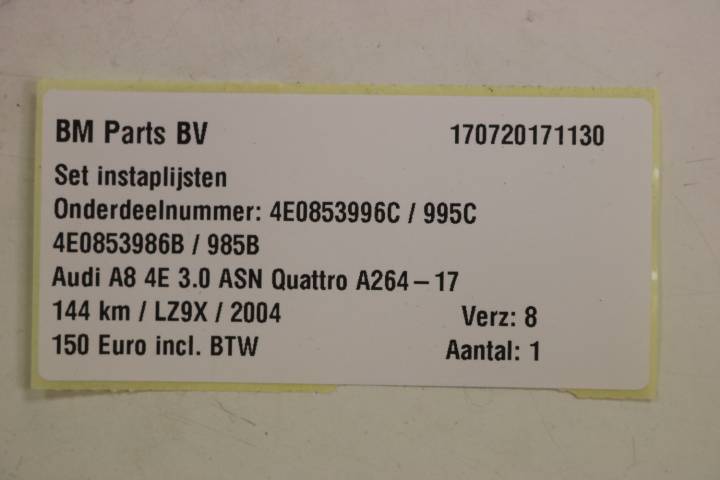 BM Parts BV 170720171130
Set instaplijsten
Onderdeelnummer: 4E0853996C / 995C
4E0853986B / 985B
Audi A8 4E 3.0 ASN Quattro A264-17
144 km / LZ9X / 2004 Verz: 8
150 Euro incl. BTW Aantal: 1